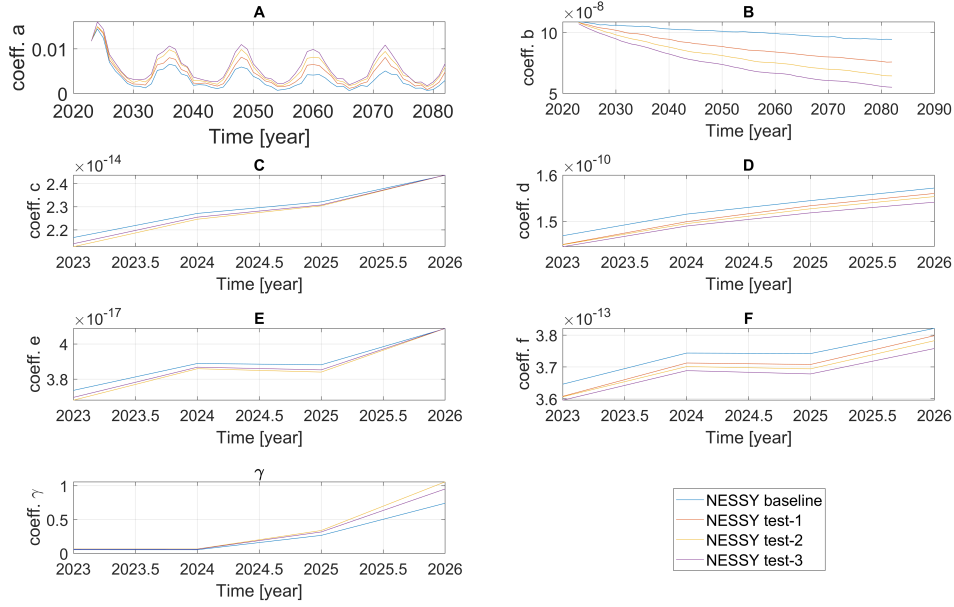 A
coeff. a
0.01
0
2020 2030 2040 2050 2060 2070 2080
Time [year]
B
×10⁻⁸
coeff. b
10
5
2020 2030 2040 2050 2060 2070 2080 2090
Time [year]
C
×10⁻¹⁴
coeff. c
2.4
2.3
2.2
2023 2023.5 2024 2024.5 2025 2025.5 2026
Time [year]
D
×10⁻¹⁰
coeff. d
1.6
1.5
2023 2023.5 2024 2024.5 2025 2025.5 2026
Time [year]
E
×10⁻¹⁷
coeff. e
4
3.8
2023 2023.5 2024 2024.5 2025 2025.5 2026
Time [year]
F
×10⁻¹³
coeff. f
3.8
3.7
3.6
2023 2023.5 2024 2024.5 2025 2025.5 2026
Time [year]
γ
coeff. γ
1
0.5
0
2023 2023.5 2024 2024.5 2025 2025.5 2026
Time [year]
NESSY baseline
NESSY test-1
NESSY test-2
NESSY test-3